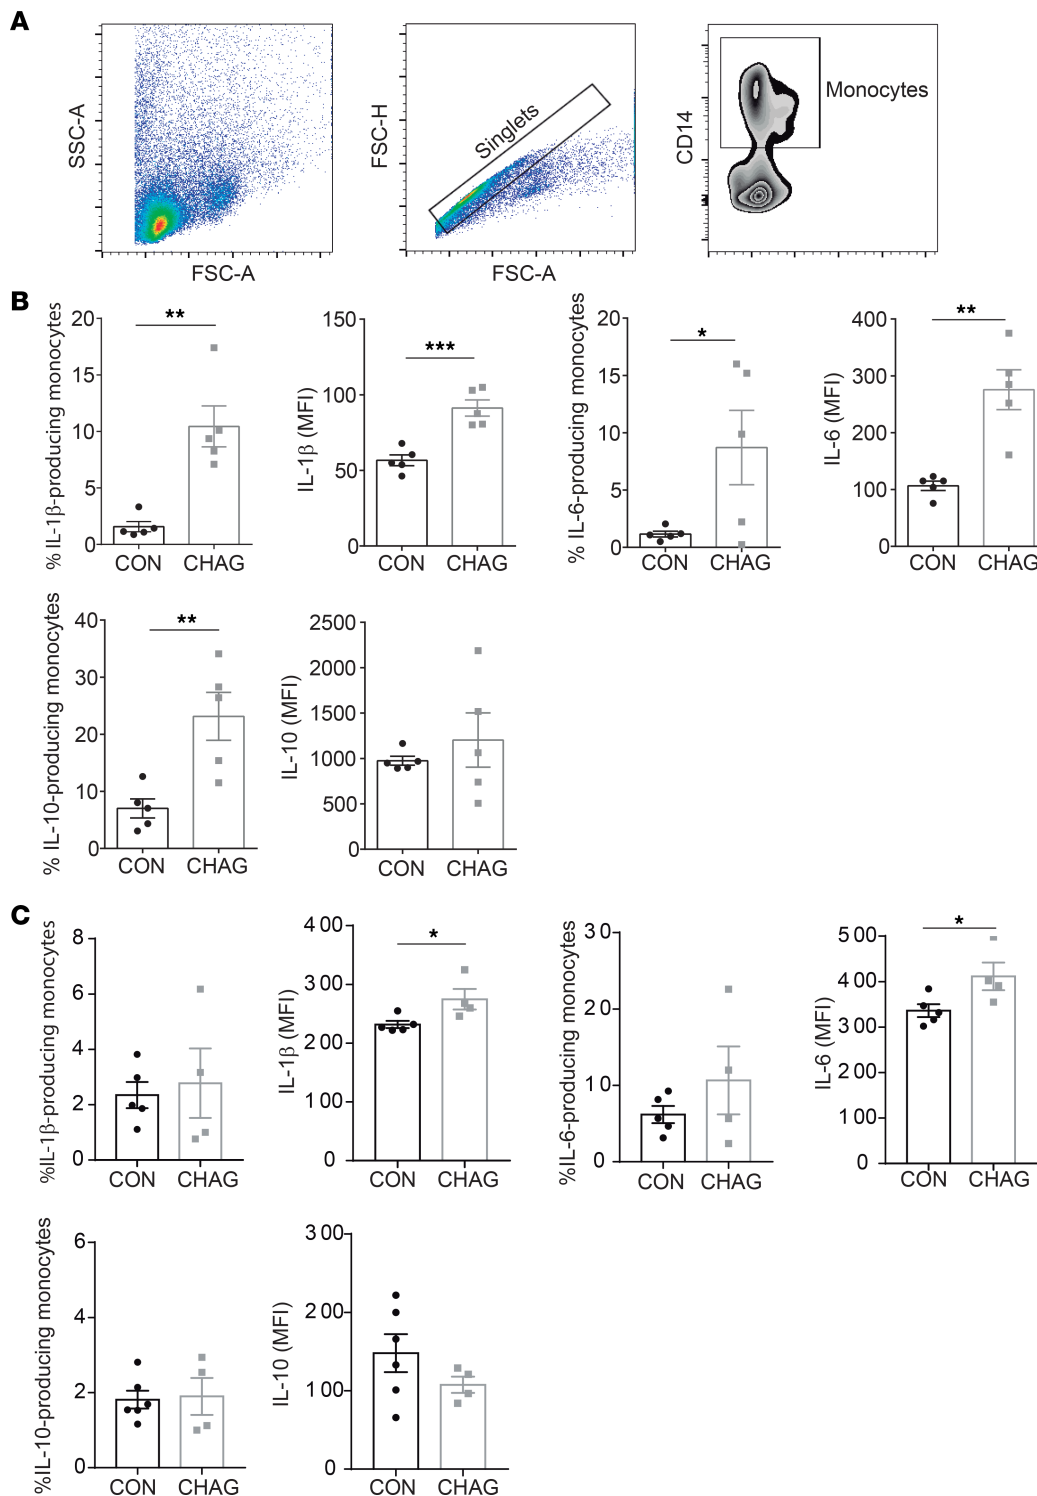 A
SSC-A
FSC-A
FSC-H
Singlets
FSC-A
CD14
Monocytes
B
% IL-1β-producing monocytes
20
15
10
5
0
**
CON CHAG
IL-1β (MFI)
150
100
50
0
***
CON CHAG
% IL-6-producing monocytes
20
15
10
5
0
*
CON CHAG
IL-6 (MFI)
400
300
200
100
0
**
CON CHAG
% IL-10-producing monocytes
40
30
20
10
0
**
CON CHAG
IL-10 (MFI)
2500
2000
1500
1000
500
0
CON CHAG
C
%IL-1β-producing monocytes
8
6
4
2
0
CON CHAG
IL-1β (MFI)
400
300
200
100
0
*
CON CHAG
%IL-6-producing monocytes
30
20
10
0
CON CHAG
IL-6 (MFI)
500
400
300
200
100
0
*
CON CHAG
%IL-10-producing monocytes
6
4
2
0
CON CHAG
IL-10 (MFI)
300
200
100
0
CON CHAG